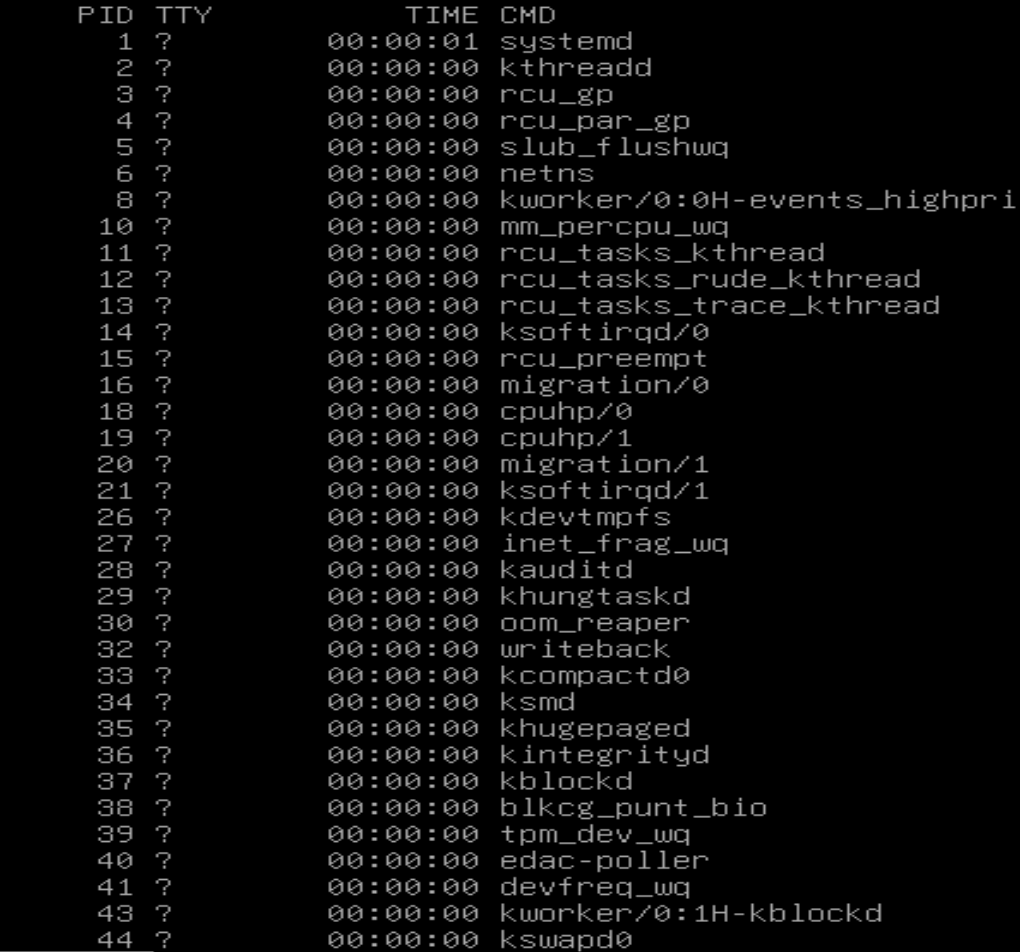 PID TTY TIME CMD
1 ? 00:00:01 systemd
2 ? 00:00:00 kthreadd
3 ? 00:00:00 rcu_gp
4 ? 00:00:00 rcu_par_gp
5 ? 00:00:00 slub_flushwq
6 ? 00:00:00 netns
8 ? 00:00:00 kworker/0:0H-events_highpri
10 ? 00:00:00 mm_percpu_wq
11 ? 00:00:00 rcu_tasks_kthread
12 ? 00:00:00 rcu_tasks_rude_kthread
13 ? 00:00:00 rcu_tasks_trace_kthread
14 ? 00:00:00 ksoftirqd/0
15 ? 00:00:00 rcu_preempt
16 ? 00:00:00 migration/0
18 ? 00:00:00 cpuhp/0
19 ? 00:00:00 cpuhp/1
20 ? 00:00:00 migration/1
21 ? 00:00:00 ksoftirqd/1
26 ? 00:00:00 kdevtmpfs
27 ? 00:00:00 inet_frag_wq
28 ? 00:00:00 kauditd
29 ? 00:00:00 khungtaskd
30 ? 00:00:00 oom_reaper
32 ? 00:00:00 writeback
33 ? 00:00:00 kcompactd0
34 ? 00:00:00 ksmd
35 ? 00:00:00 khugepaged
36 ? 00:00:00 kintegrityd
37 ? 00:00:00 kblockd
38 ? 00:00:00 blkcg_punt_bio
39 ? 00:00:00 tpm_dev_wq
40 ? 00:00:00 edac-poller
41 ? 00:00:00 devfreq_wq
43 ? 00:00:00 kworker/0:1H-kblockd
44 ? 00:00:00 kswapd0